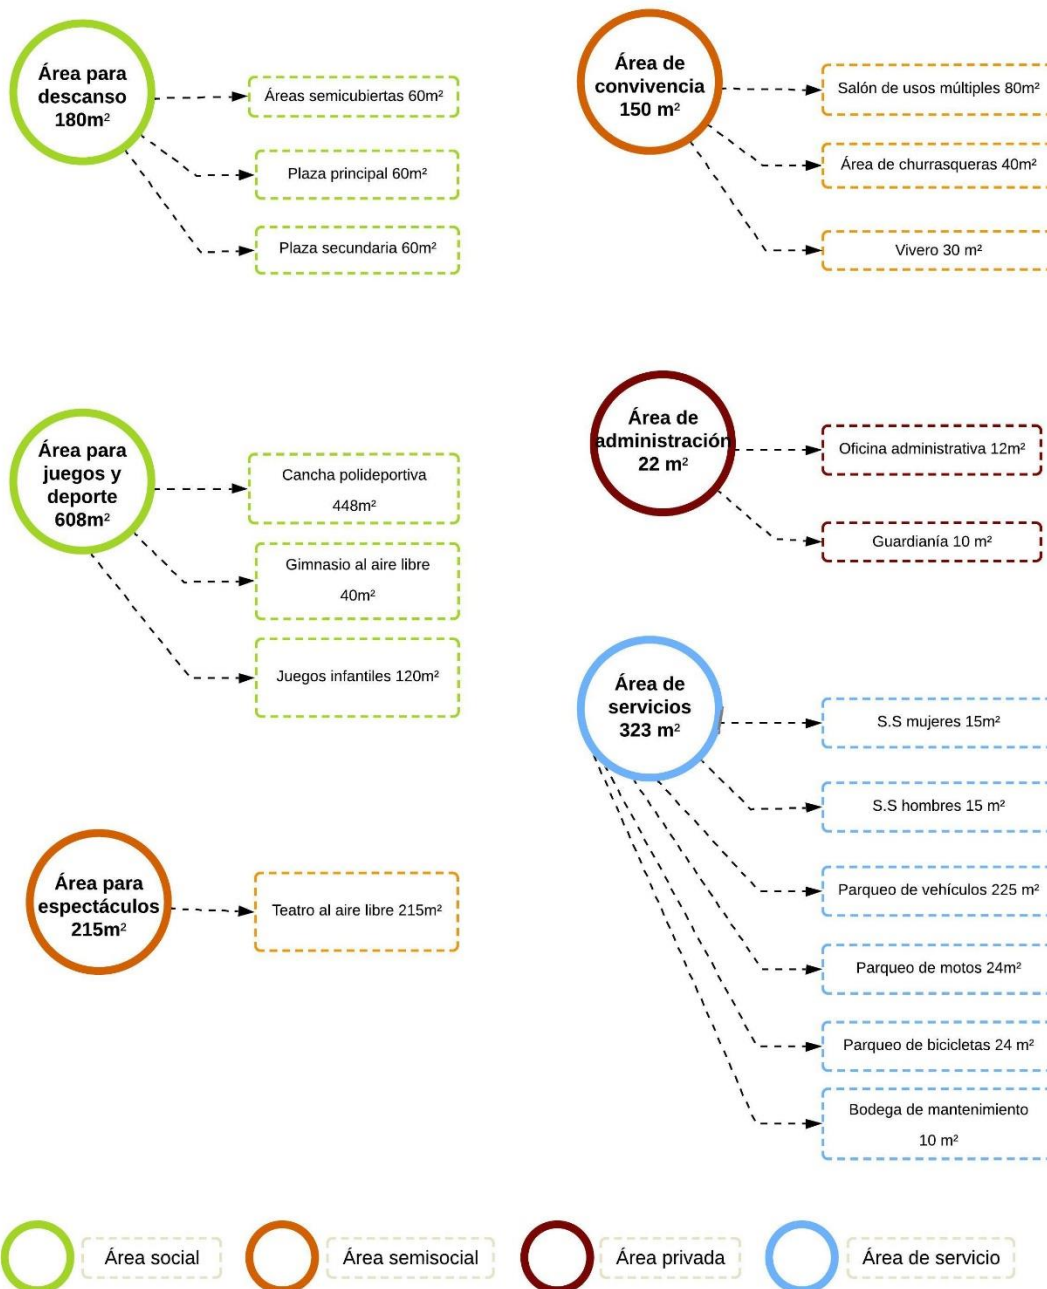 Área para
descanso
180m²
Áreas semicubiertas 60m²
Plaza principal 60m²
Plaza secundaria 60m²
Área de
convivencia
150 m²
Salón de usos múltiples 80m²
Área de churrasqueras 40m²
Vivero 30 m²
Área para
juegos y
deporte
608m²
Cancha polideportiva
448m²
Gimnasio al aire libre
40m²
Juegos infantiles 120m²
Área de
administración
22 m²
Oficina administrativa 12m²
Guardianía 10 m²
Área para
espectáculos
215m²
Teatro al aire libre 215m²
Área de
servicios
323 m²
S.S mujeres 15m²
S.S hombres 15 m²
Parqueo de vehículos 225 m²
Parqueo de motos 24m²
Parqueo de bicicletas 24 m²
Bodega de mantenimiento
10 m²
Área social
Área semisocial
Área privada
Área de servicio